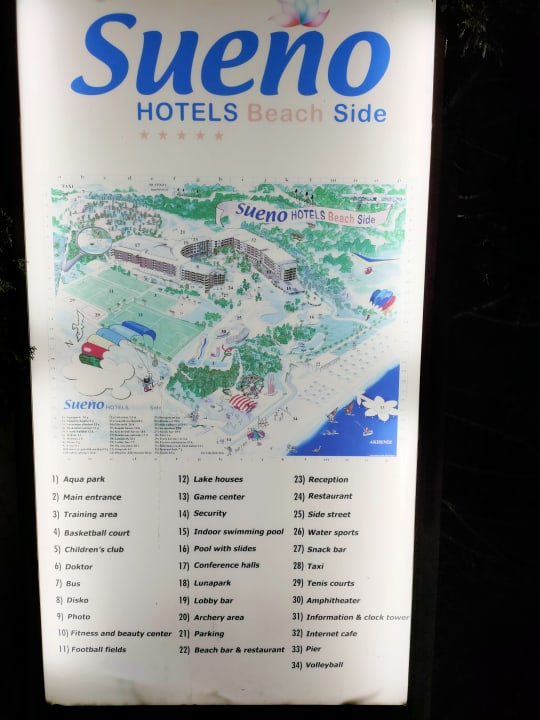 Sueno
HOTELS Beach Side
TAXI
Sueno HOTELS Beach Side
Sueno HOTELS Side
AKDENİZ
1) Aqua park
2) Main entrance
3) Training area
4) Basketball court
5) Children's club
6) Doktor
7) Bus
8) Disko
9) Photo
10) Fitness and beauty center
11) Football fields
12) Lake houses
13) Game center
14) Security
15) Indoor swimming pool
16) Pool with slides
17) Conference halls
18) Lunapark
19) Lobby bar
20) Archery area
21) Parking
22) Beach bar & restaurant
23) Reception
24) Restaurant
25) Side street
26) Water sports
27) Snack bar
28) Taxi
29) Tenis courts
30) Amphiteater
31) Information & clock tower
32) Internet cafe
33) Pier
34) Volleyball